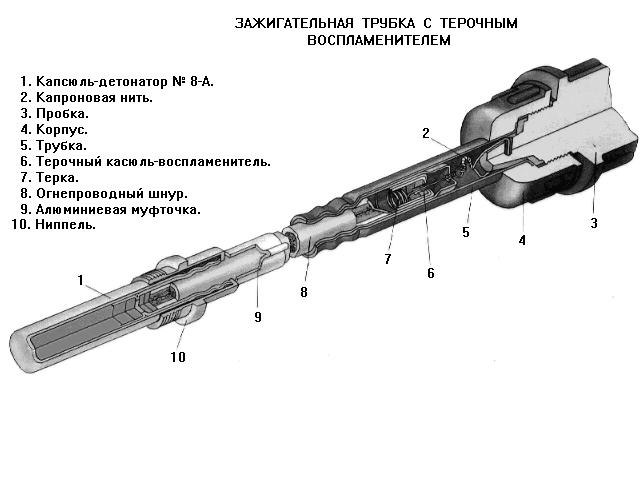 ЗАЖИГАТЕЛЬНАЯ ТРУБКА С ТЕРОЧНЫМ
ВОСПЛАМЕНИТЕЛЕМ
1. Капсюль-детонатор № 8-А.
2. Капроновая нить.
3. Пробка.
4. Корпус.
5. Трубка.
6. Терочный касюль-воспламенитель.
7. Терка.
8. Огнепроводный шнур.
9. Алюминиевая муфточка.
10. Ниппель.
2
1
3
4
5
6
7
8
9
10